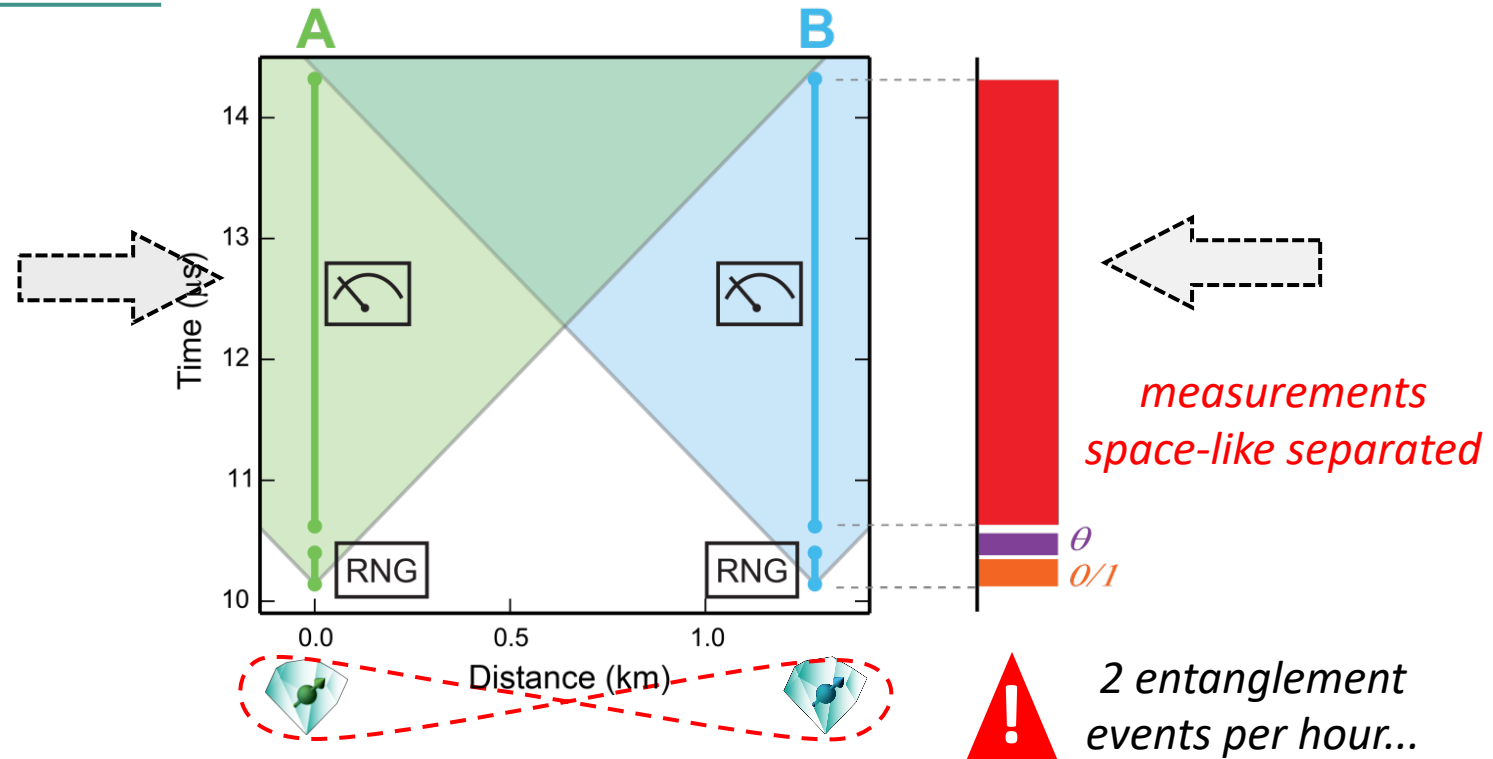 A
B
14
13
12
11
10
Time (μs)
RNG
RNG
0.0
0.5
1.0
Distance (km)
θ
0/1
measurements
space-like separated
!
2 entanglement
events per hour...